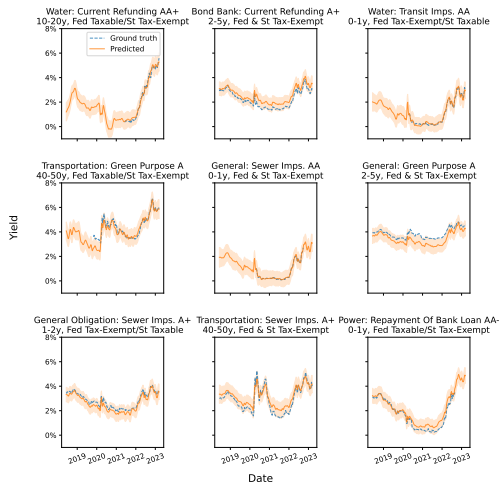 Water: Current Refunding AA+
10-20y, Fed Taxable/St Tax-Exempt
Bond Bank: Current Refunding A+
2-5y, Fed & St Tax-Exempt
Water: Transit Imps. AA
0-1y, Fed Tax-Exempt/St Taxable
8%
6%
4%
2%
0%
Ground truth
Predicted
Transportation: Green Purpose A
40-50y, Fed Taxable/St Tax-Exempt
General: Sewer Imps. AA
0-1y, Fed & St Tax-Exempt
General: Green Purpose A
2-5y, Fed & St Tax-Exempt
8%
6%
4%
2%
0%
Yield
General Obligation: Sewer Imps. A+
1-2y, Fed Tax-Exempt/St Taxable
Transportation: Sewer Imps. A+
40-50y, Fed & St Tax-Exempt
Power: Repayment Of Bank Loan AA-
0-1y, Fed Taxable/St Tax-Exempt
8%
6%
4%
2%
0%
2019 2020 2021 2022 2023
2019 2020 2021 2022 2023
2019 2020 2021 2022 2023
Date